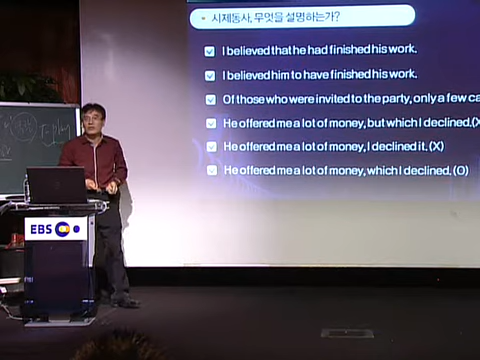 시제동사, 무엇을 설명하는가?
I believed that he had finished his work.
I believed him to have finished his work.
Of those who were invited to the party, only a few ca
He offered me a lot of money, but which I declined.(X
He offered me a lot of money, I declined it. (X)
He offered me a lot of money, which I declined. (O)
EBS